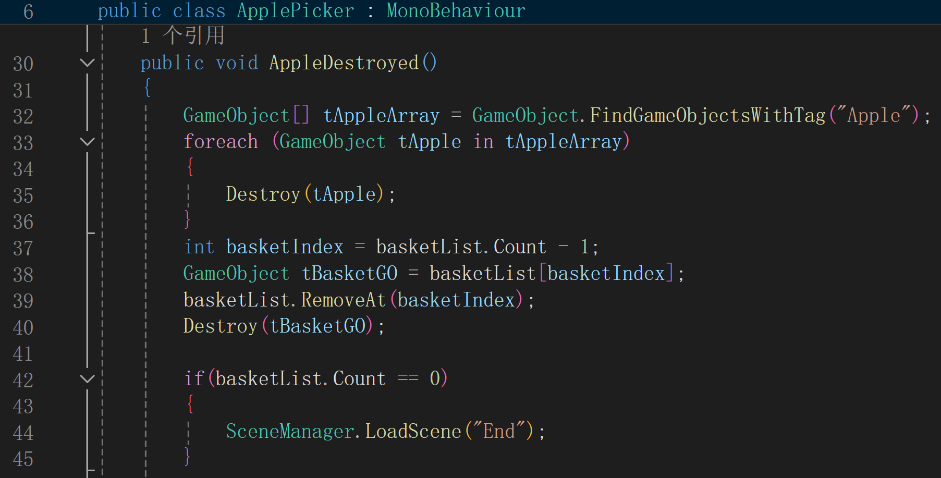 6 public class ApplePicker : MonoBehaviour
1 个引用
30 public void AppleDestroyed()
31 {
32 GameObject[] tAppleArray = GameObject.FindGameObjectsWithTag("Apple");
33 foreach (GameObject tApple in tAppleArray)
34 {
35 Destroy(tApple);
36 }
37 int basketIndex = basketList.Count - 1;
38 GameObject tBasketGO = basketList[basketIndex];
39 basketList.RemoveAt(basketIndex);
40 Destroy(tBasketGO);
41
42 if(basketList.Count == 0)
43 {
44 SceneManager.LoadScene("End");
45 }